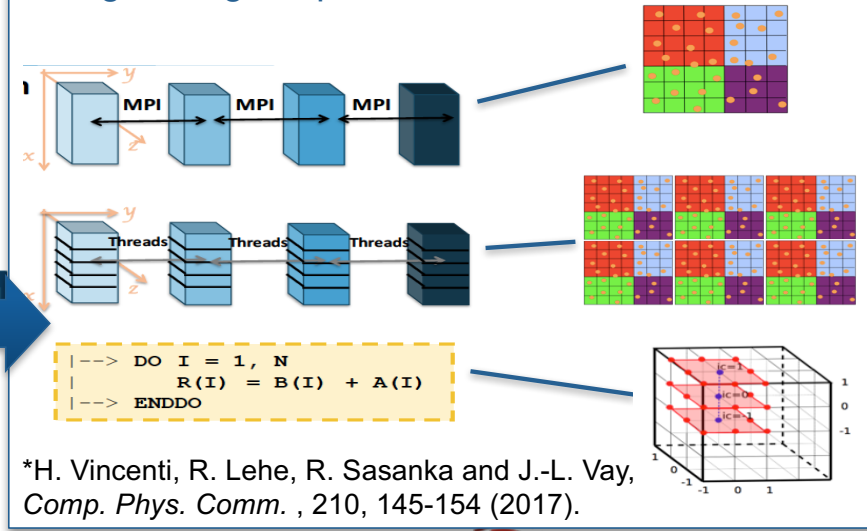 y
MPI MPI MPI
z
x
y
Threads Threads Threads
z
x
|--> DO I = 1, N
| R(I) = B(I) + A(I)
|--> ENDDO
ic=1
ic=0
ic=-1
1
0
-1
1
0
-1
-1 0 1
*H. Vincenti, R. Lehe, R. Sasanka and J.-L. Vay,
Comp. Phys. Comm. , 210, 145-154 (2017).